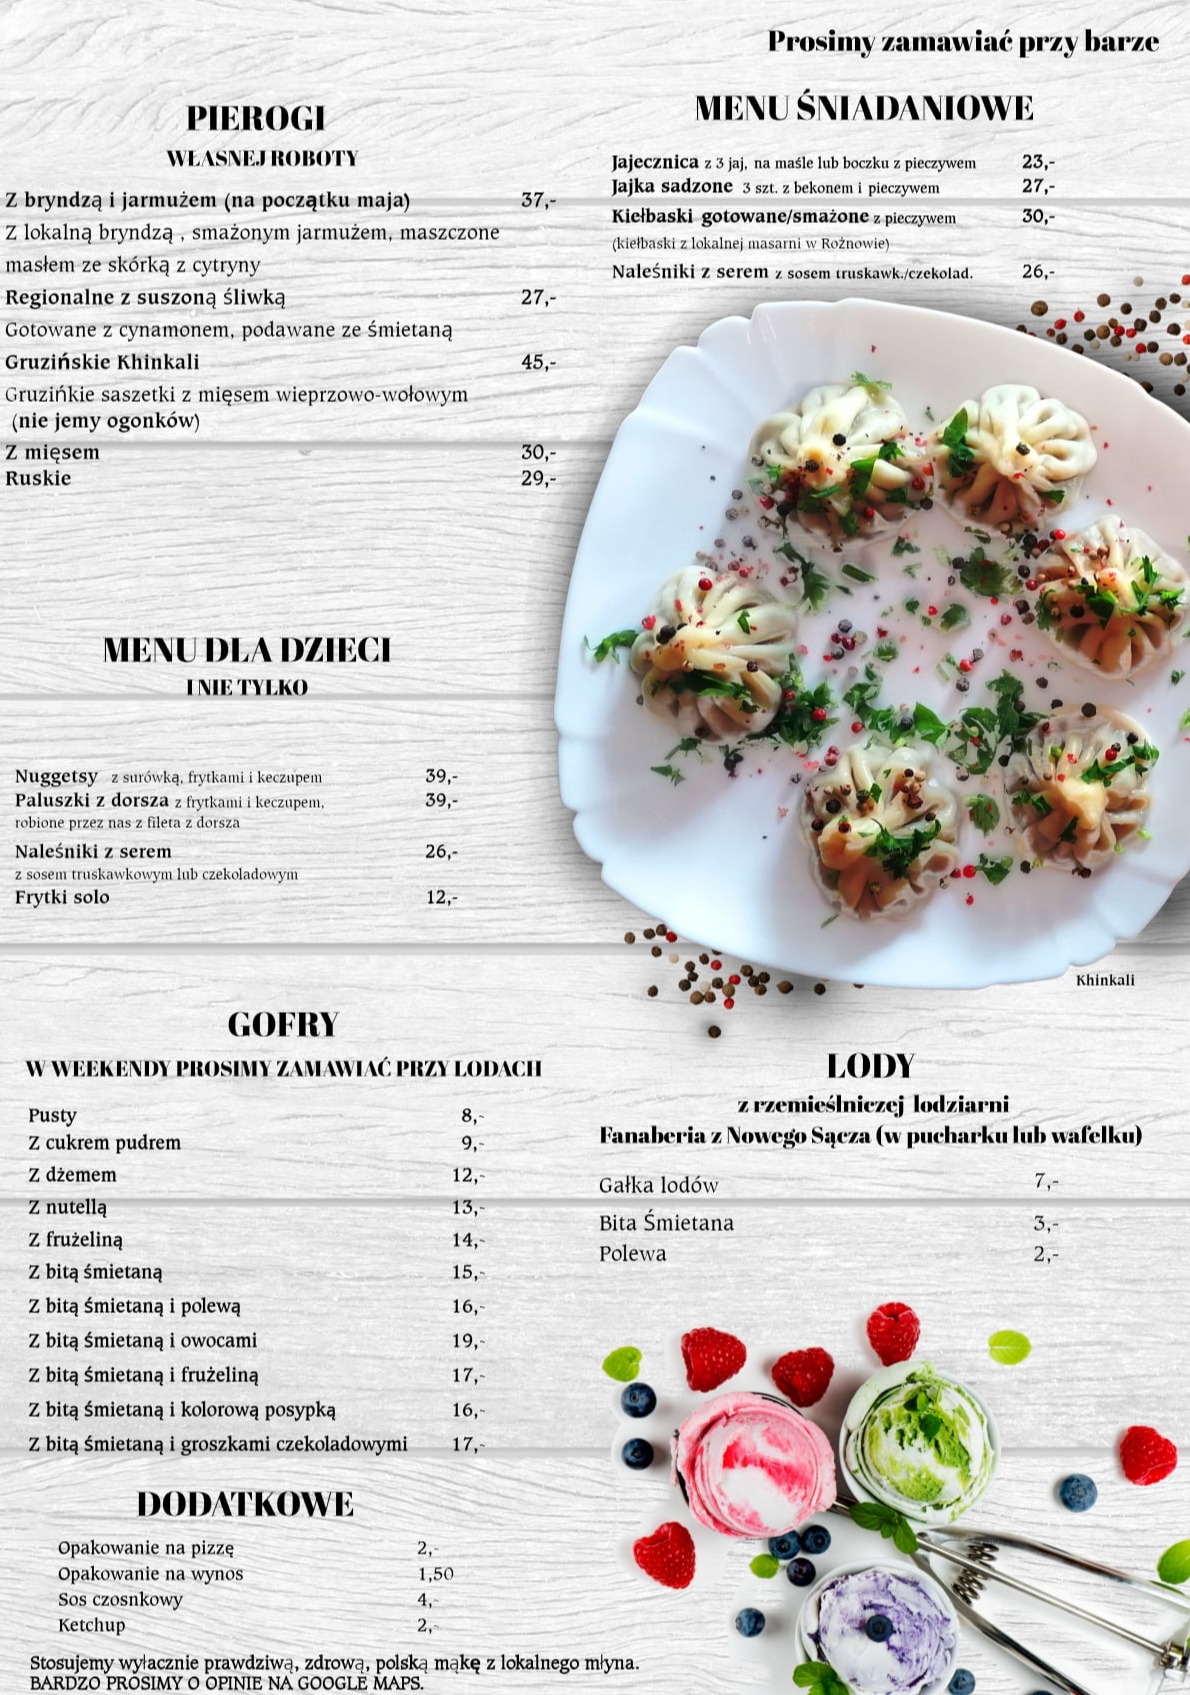 Prosimy zamawiać przy barze
PIEROGI
WŁASNEJ ROBOTY
Z bryndzą i jarmużem (na początku maja) 37,-
Z lokalną bryndzą , smażonym jarmużem, maszczone
masłem ze skórką z cytryny
Regionalne z suszoną śliwką 27,-
Gotowane z cynamonem, podawane ze śmietaną
Gruzińskie Khinkali 45,-
Gruzińkie saszetki z mięsem wieprzowo-wołowym
(nie jemy ogonków)
Z mięsem 30,-
Ruskie 29,-
MENU ŚNIADANIOWE
Jajecznica z 3 jaj, na maśle lub boczku z pieczywem 23,-
Jajka sadzone 3 szt. z bekonem i pieczywem 27,-
Kiełbaski gotowane/smażone z pieczywem 30,-
(kiełbaski z lokalnej masarni w Rożnowie)
Naleśniki z serem z sosem truskawk./czekolad. 26,-
Khinkali
MENU DLA DZIECI
I NIE TYLKO
Nuggetsy z surówką, frytkami i keczupem 39,-
Paluszki z dorsza z frytkami i keczupem, 39,-
robione przez nas z fileta z dorsza
Naleśniki z serem 26,-
z sosem truskawkowym lub czekoladowym
Frytki solo 12,-
GOFRY
W WEEKENDY PROSIMY ZAMAWIAĆ PRZY LODACH
Pusty 8,-
Z cukrem pudrem 9,-
Z dżemem 12,-
Z nutellą 13,-
Z frużeliną 14,-
Z bitą śmietaną 15,-
Z bitą śmietaną i polewą 16,-
Z bitą śmietaną i owocami 19,-
Z bitą śmietaną i frużeliną 17,-
Z bitą śmietaną i kolorową posypką 16,-
Z bitą śmietaną i groszkami czekoladowymi 17,-
LODY
z rzemieślniczej lodziarni
Fanaberia z Nowego Sącza (w pucharku lub wafelku)
Gałka lodów 7,-
Bita Śmietana 3,-
Polewa 2,-
DODATKOWE
Opakowanie na pizzę 2,-
Opakowanie na wynos 1,50
Sos czosnkowy 4,-
Ketchup 2,-
Stosujemy wyłacznie prawdziwą, zdrową, polską mąkę z lokalnego młyna.
BARDZO PROSIMY O OPINIE NA GOOGLE MAPS.